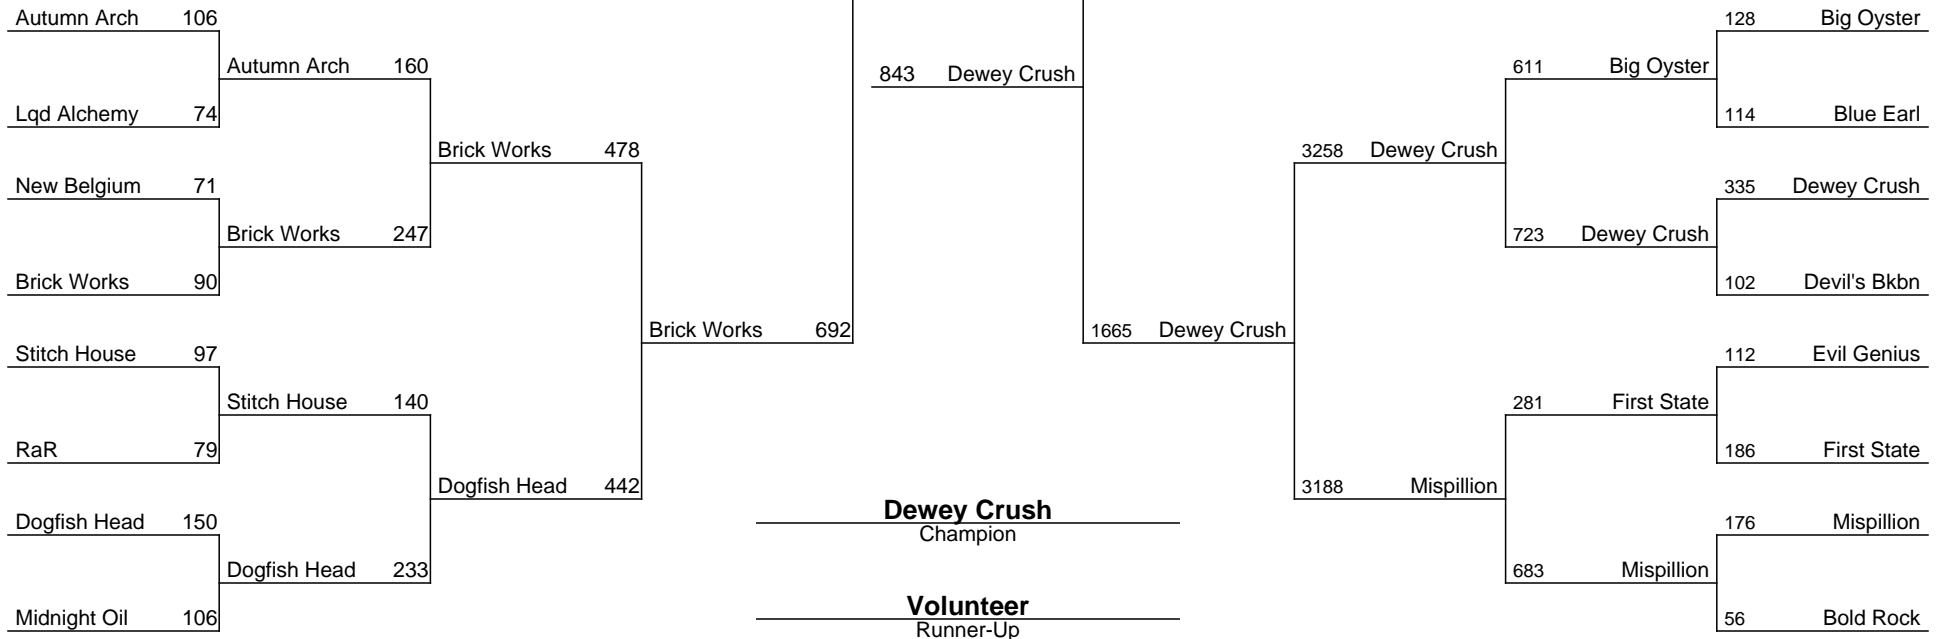 Autumn Arch 106
Autumn Arch 160
Lqd Alchemy 74
Brick Works 478
New Belgium 71
Brick Works 247
Brick Works 90
Brick Works 692
Stitch House 97
Stitch House 140
RaR 79
Dogfish Head 442
Dogfish Head 150
Dogfish Head 233
Midnight Oil 106
843 Dewey Crush
1665 Dewey Crush
Dewey Crush
Champion
Volunteer
Runner-Up
128 Big Oyster
611 Big Oyster
114 Blue Earl
3258 Dewey Crush
335 Dewey Crush
723 Dewey Crush
102 Devil's Bkbn
112 Evil Genius
281 First State
186 First State
3188 Mispillion
176 Mispillion
683 Mispillion
56 Bold Rock